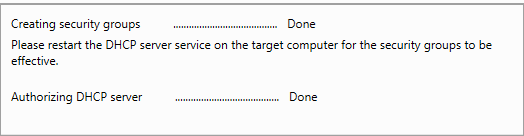 Creating security groups ........................................ Done
Please restart the DHCP server service on the target computer for the security groups to be
effective.
Authorizing DHCP server ........................................ Done